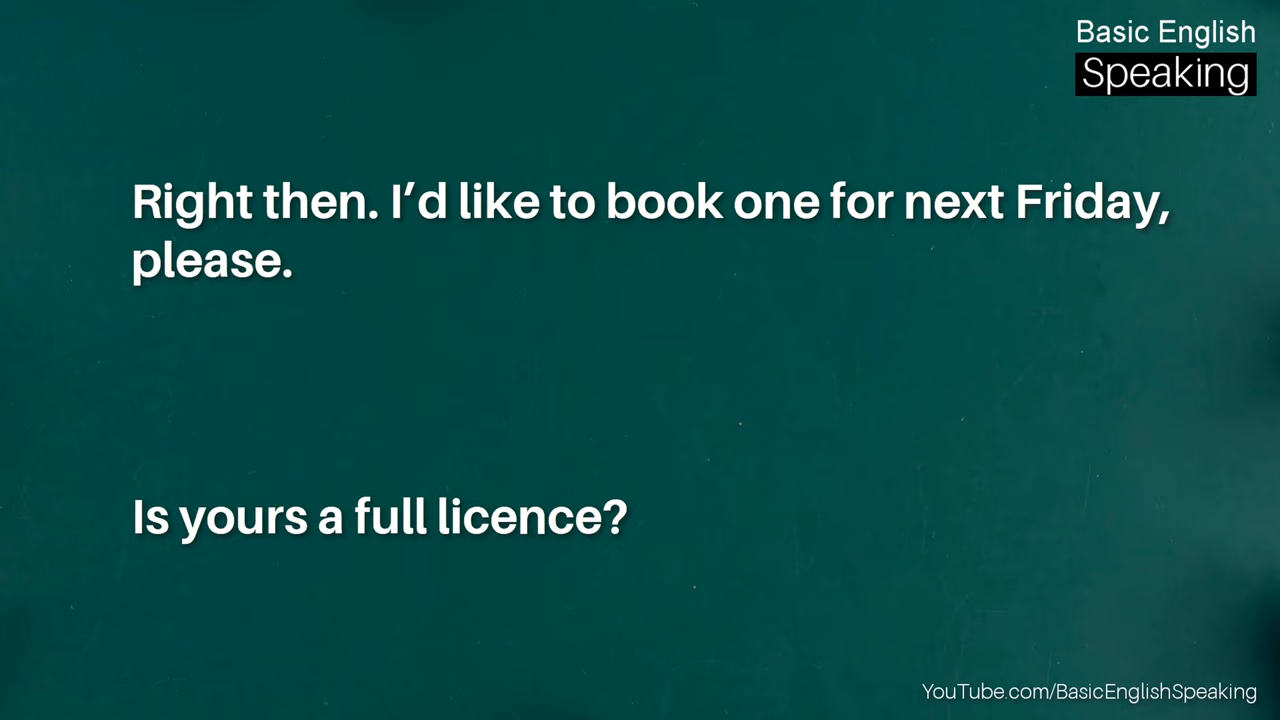 Basic English
Speaking
Right then. I’d like to book one for next Friday,
please.
Is yours a full licence?
YouTube.com/BasicEnglishSpeaking